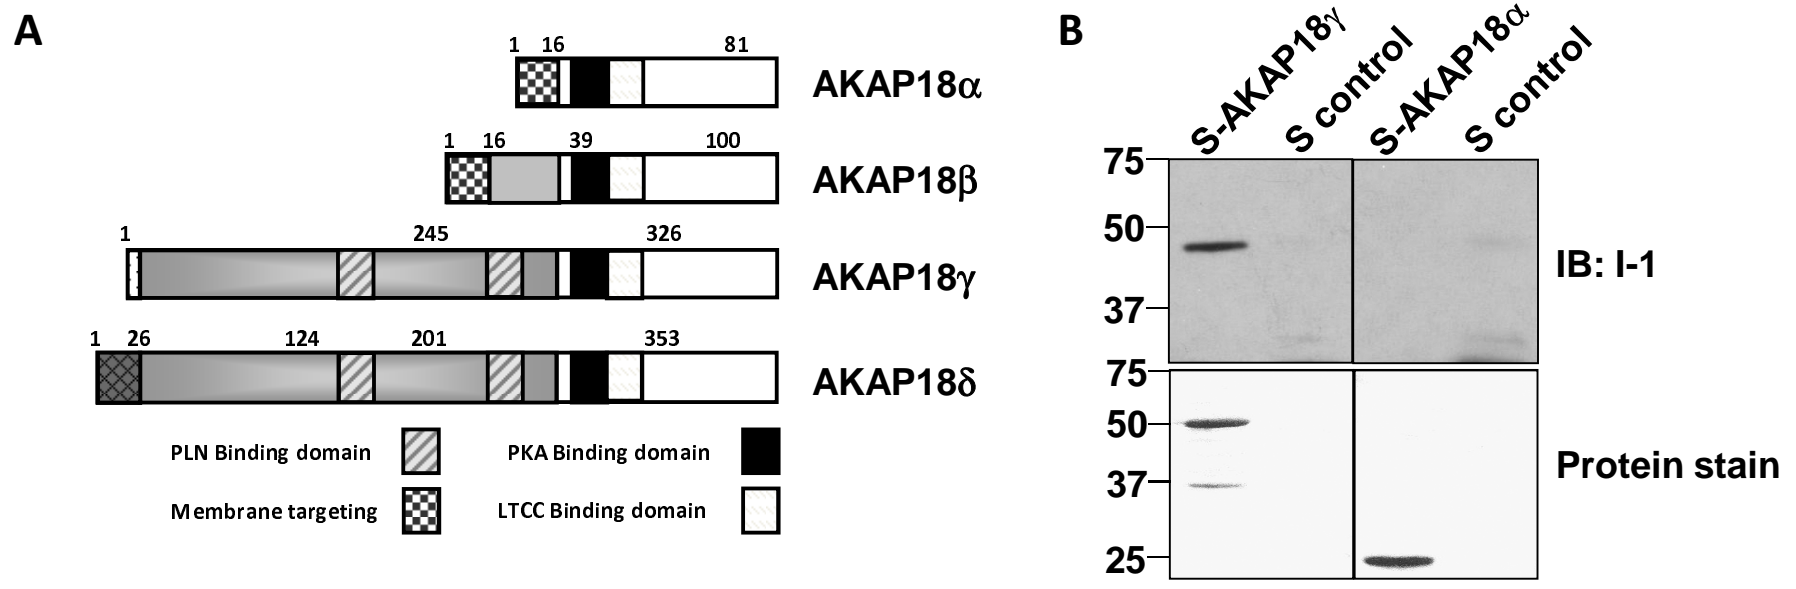 A
1 16 81
AKAP18α
1 16 39 100
AKAP18β
1 245 326
AKAP18γ
1 26 124 201 353
AKAP18δ
PLN Binding domain
PKA Binding domain
Membrane targeting
LTCC Binding domain
B
S-AKAP18γ
S control
S-AKAP18α
S control
75
50
37
IB: I-1
75
50
37
25
Protein stain